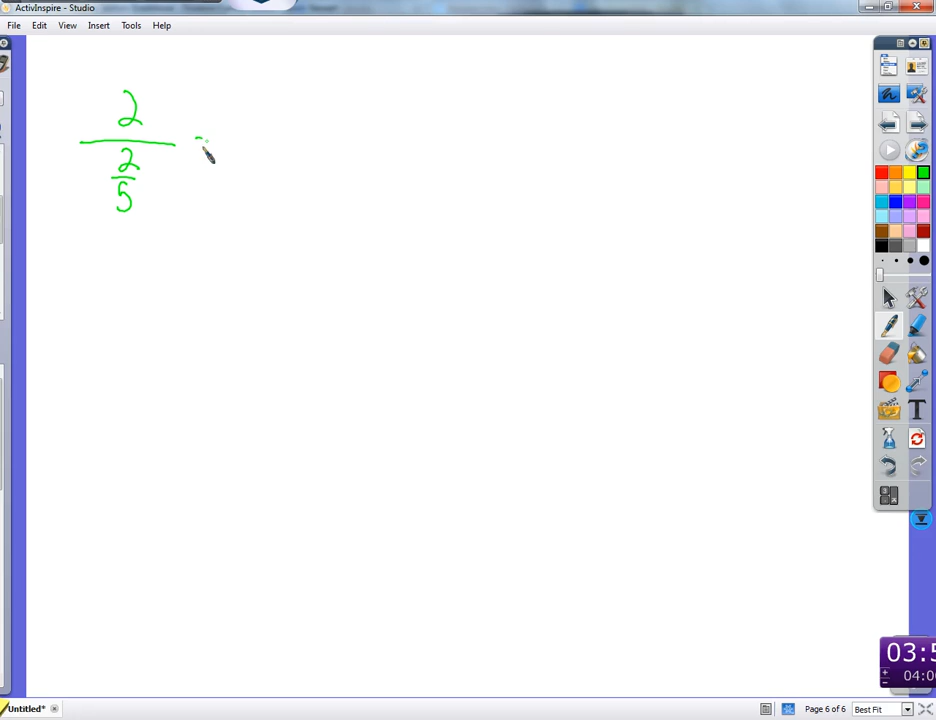 ActivInspire - Studio
File Edit View Insert Tools Help
2
2
5
03:5
04:00
Untitled*
Page 6 of 6
Best Fit